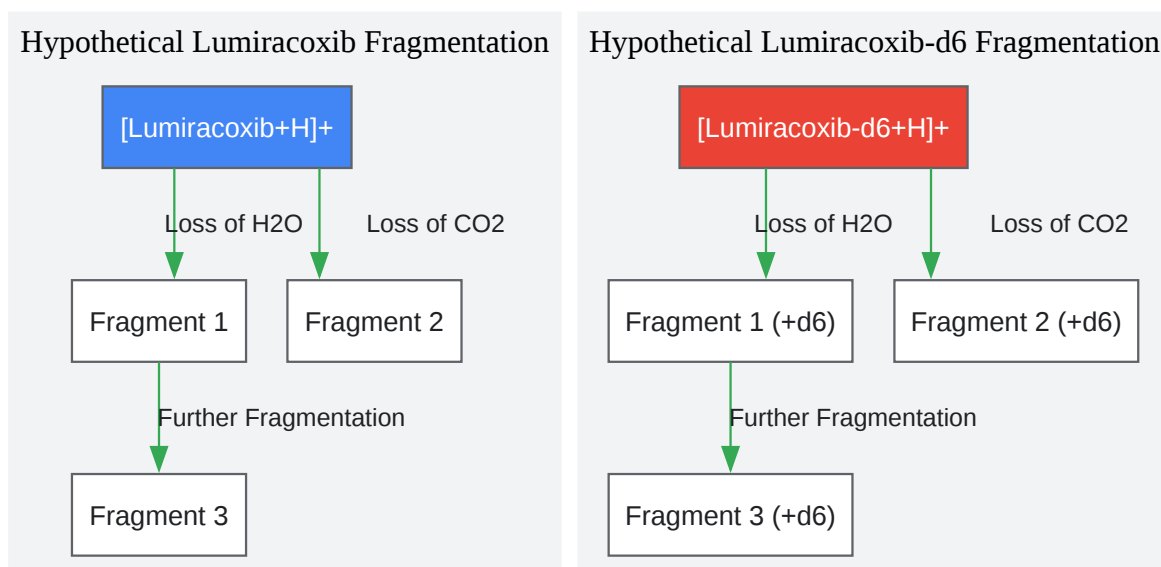 Hypothetical Lumiracoxib Fragmentation
[Lumiracoxib+H]+
Loss of H2O
Loss of CO2
Fragment 1
Fragment 2
Further Fragmentation
Fragment 3
Hypothetical Lumiracoxib-d6 Fragmentation
[Lumiracoxib-d6+H]+
Loss of H2O
Loss of CO2
Fragment 1 (+d6)
Fragment 2 (+d6)
Further Fragmentation
Fragment 3 (+d6)